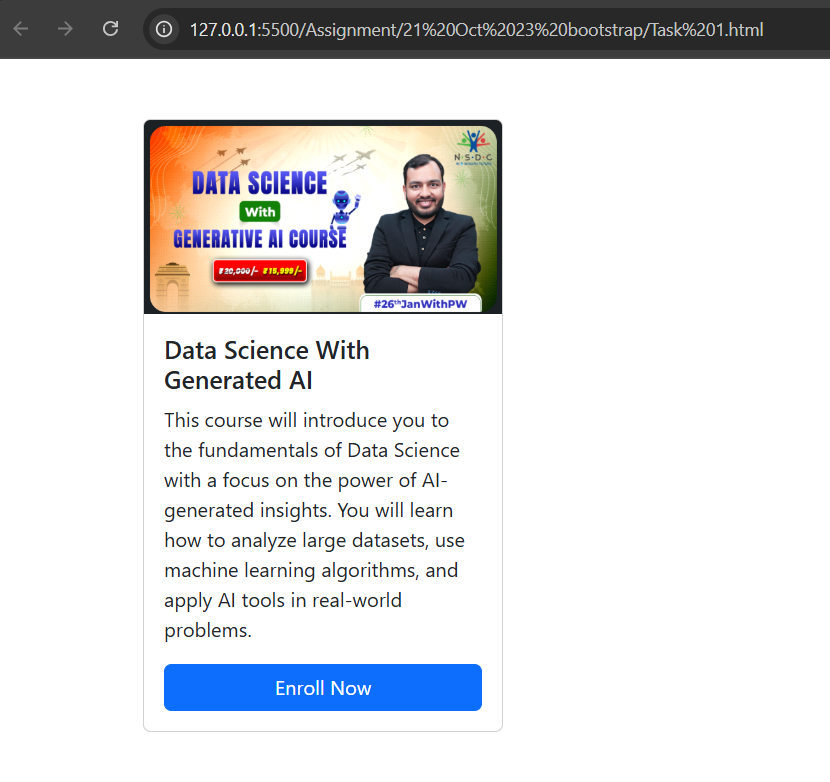 127.0.0.1:5500/Assignment/21%20Oct%2023%20bootstrap/Task%201.html
N·S·D·C
DATA SCIENCE
With
GENERATIVE AI COURSE
₹20,000/- ₹15,999/-
#26thJanWithPW
Data Science With
Generated AI
This course will introduce you to
the fundamentals of Data Science
with a focus on the power of AI-
generated insights. You will learn
how to analyze large datasets, use
machine learning algorithms, and
apply AI tools in real-world
problems.
Enroll Now